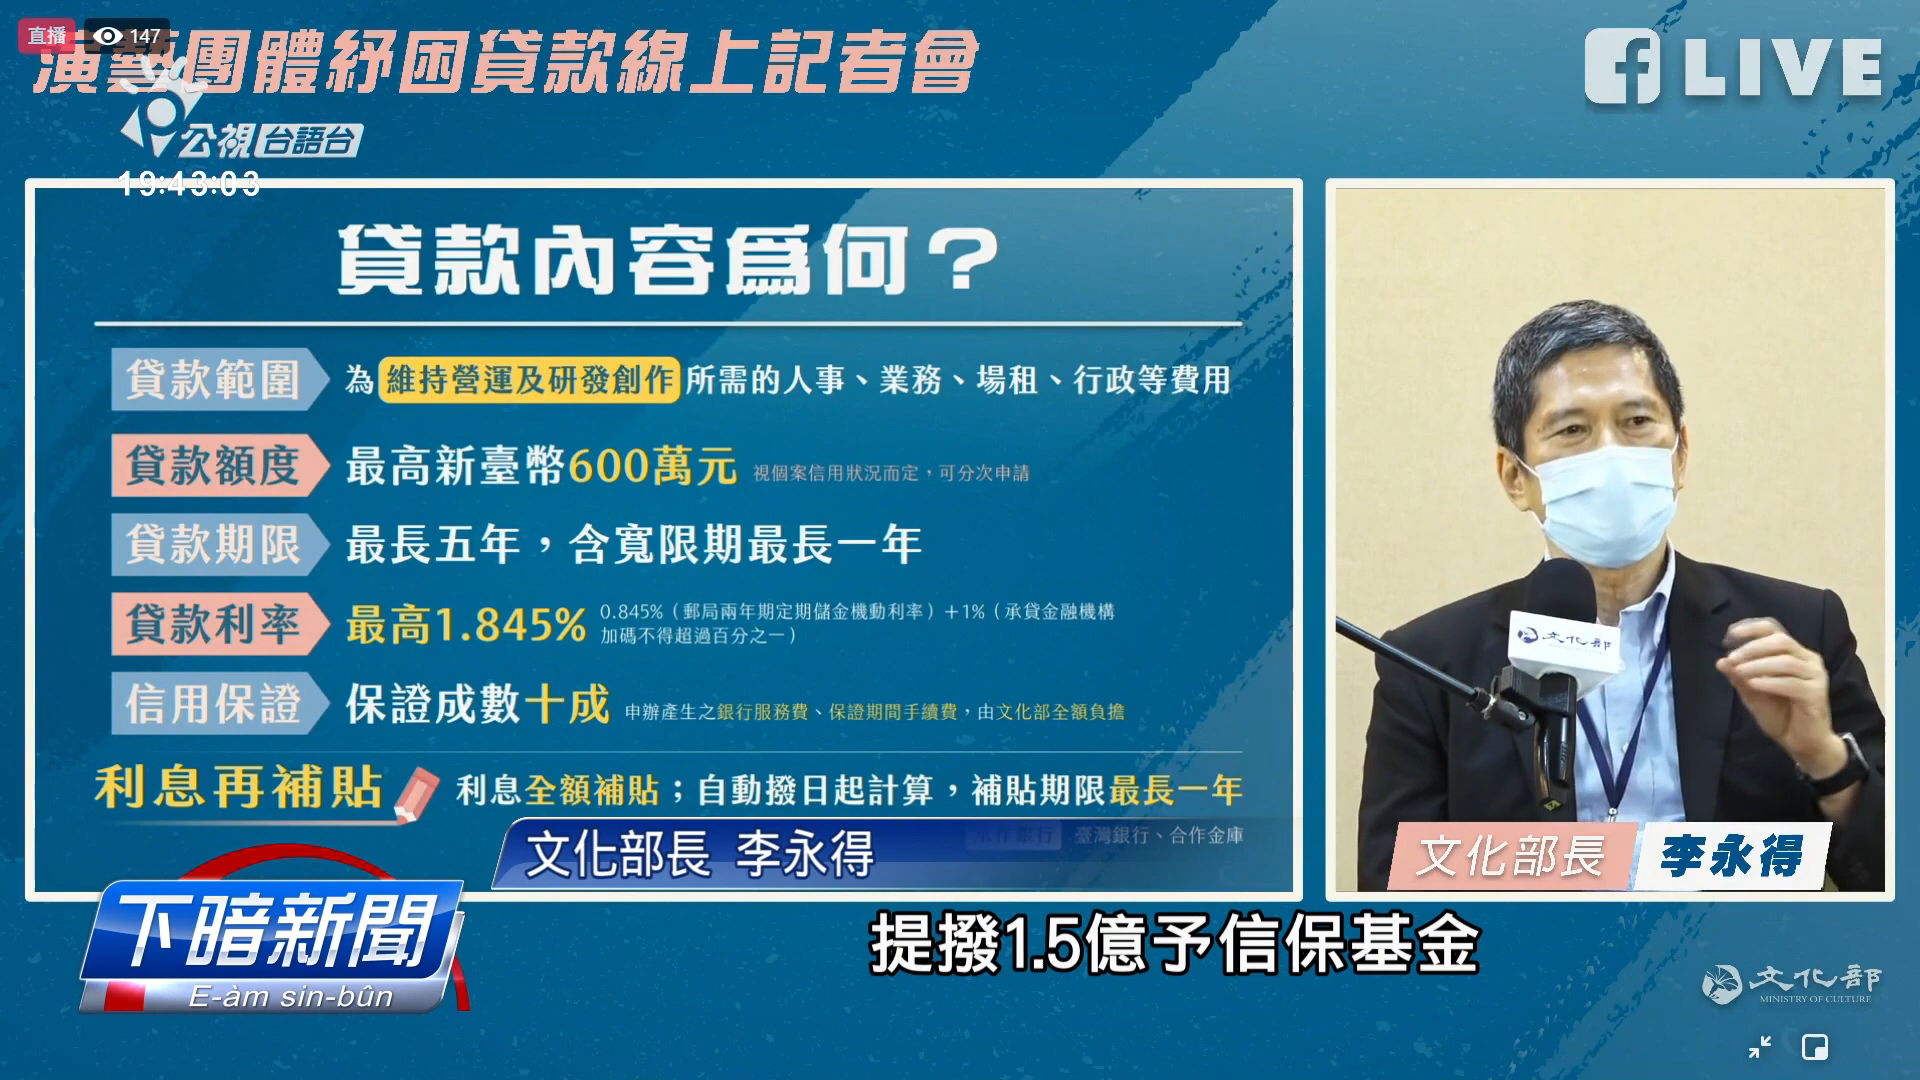 直播 147
演藝團體紓困貸款線上記者會
LIVE
公視台語台
19:43:03
貸款內容為何？
貸款範圍 為維持營運及研發創作所需的人事、業務、場租、行政等費用
貸款額度 最高新臺幣600萬元 視個案信用狀況而定，可分次申請
貸款期限 最長五年，含寬限期最長一年
貸款利率 最高1.845% 0.845%（郵局兩年期定期儲金機動利率）＋1%（承貸金融機構
加碼不得超過百分之一）
信用保證 保證成數十成 申辦產生之銀行服務費、保證期間手續費，由文化部全額負擔
利息再補貼 利息全額補貼；自動撥日起計算，補貼期限最長一年
承作銀行 臺灣銀行、合作金庫
文化部長 李永得
文化部
文化部長 李永得
下暗新聞
E-àm sin-bûn
提撥1.5億予信保基金
文化部
MINISTRY OF CULTURE